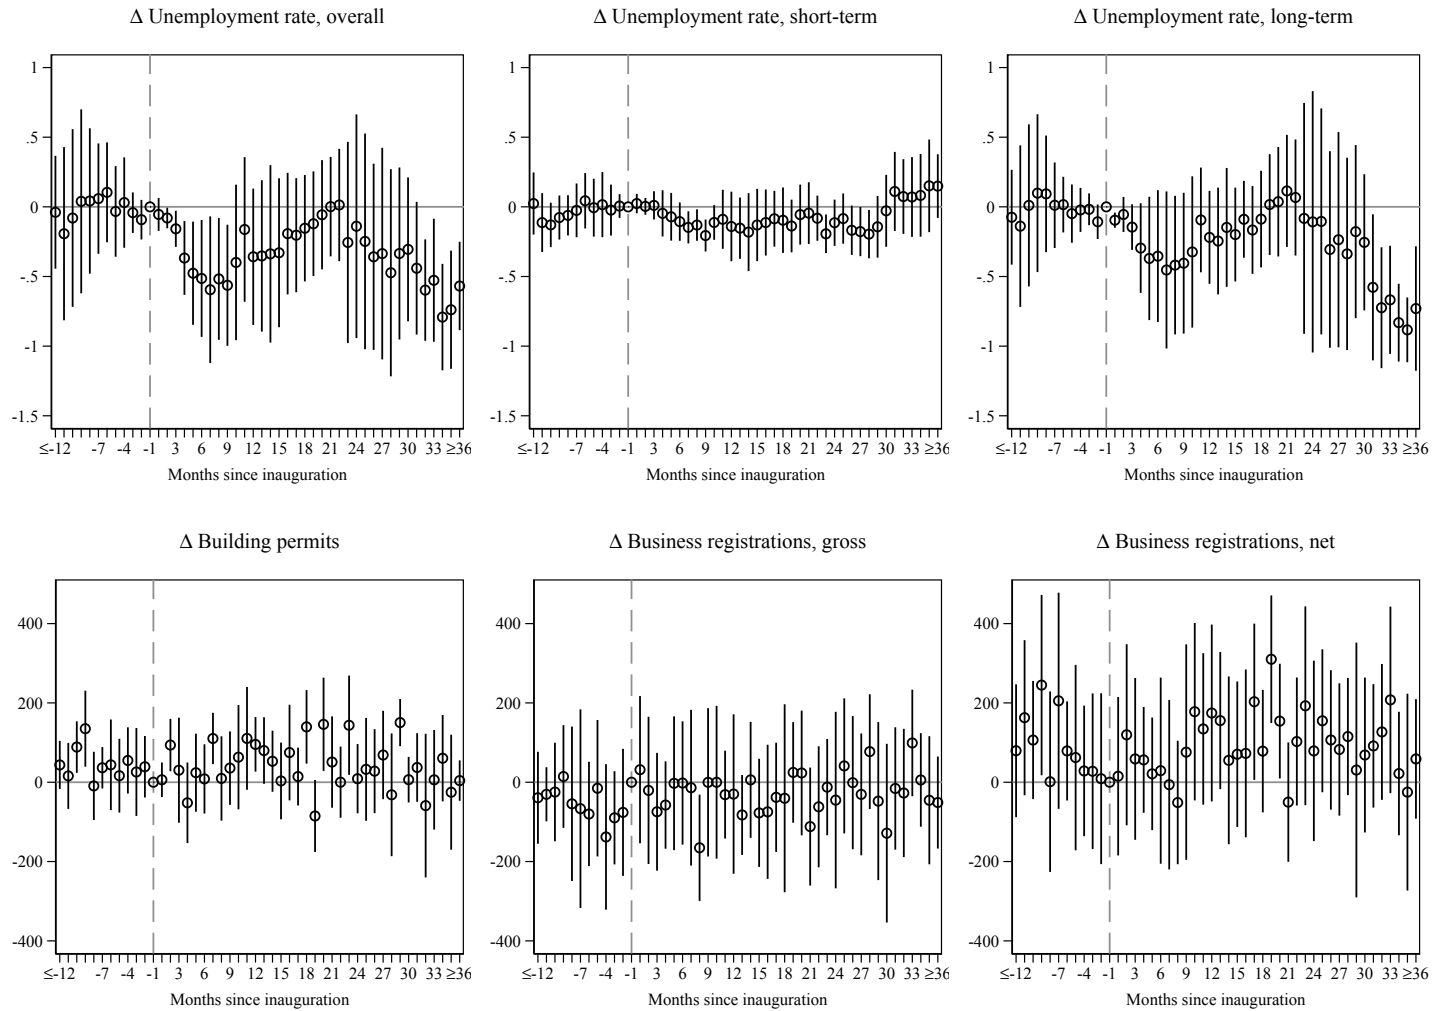 Δ Unemployment rate, overall
Δ Unemployment rate, short-term
Δ Unemployment rate, long-term
1
.5
0
-.5
-1
-1.5
≤-12 -7 -4 -1 3 6 9 12 15 18 21 24 27 30 33 ≥36
Months since inauguration
1
.5
0
-.5
-1
-1.5
≤-12 -7 -4 -1 3 6 9 12 15 18 21 24 27 30 33 ≥36
Months since inauguration
1
.5
0
-.5
-1
-1.5
≤-12 -7 -4 -1 3 6 9 12 15 18 21 24 27 30 33 ≥36
Months since inauguration
Δ Building permits
Δ Business registrations, gross
Δ Business registrations, net
400
200
0
-200
-400
≤-12 -7 -4 -1 3 6 9 12 15 18 21 24 27 30 33 ≥36
Months since inauguration
400
200
0
-200
-400
≤-12 -7 -4 -1 3 6 9 12 15 18 21 24 27 30 33 ≥36
Months since inauguration
400
200
0
-200
-400
≤-12 -7 -4 -1 3 6 9 12 15 18 21 24 27 30 33 ≥36
Months since inauguration